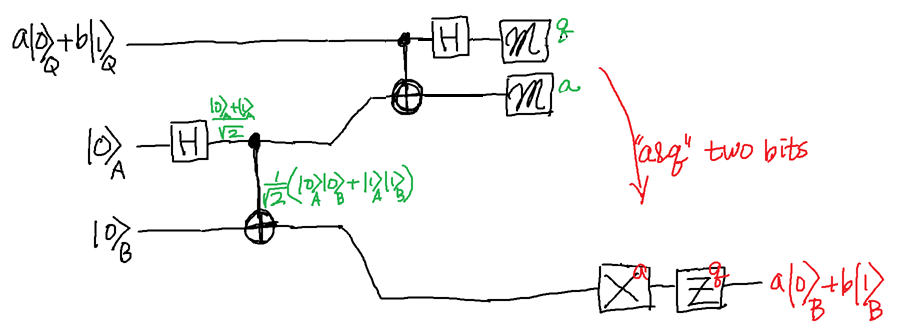 a|0⟩_Q+b|1⟩_Q
H
M
q
M
a
|0⟩_A
H
|0⟩_A+|1⟩_A
√2
"a&q" two bits
1/√2 (|0⟩_A|0⟩_B+|1⟩_A|1⟩_B)
|0⟩_B
X^a
Z^q
a|0⟩_B+b|1⟩_B